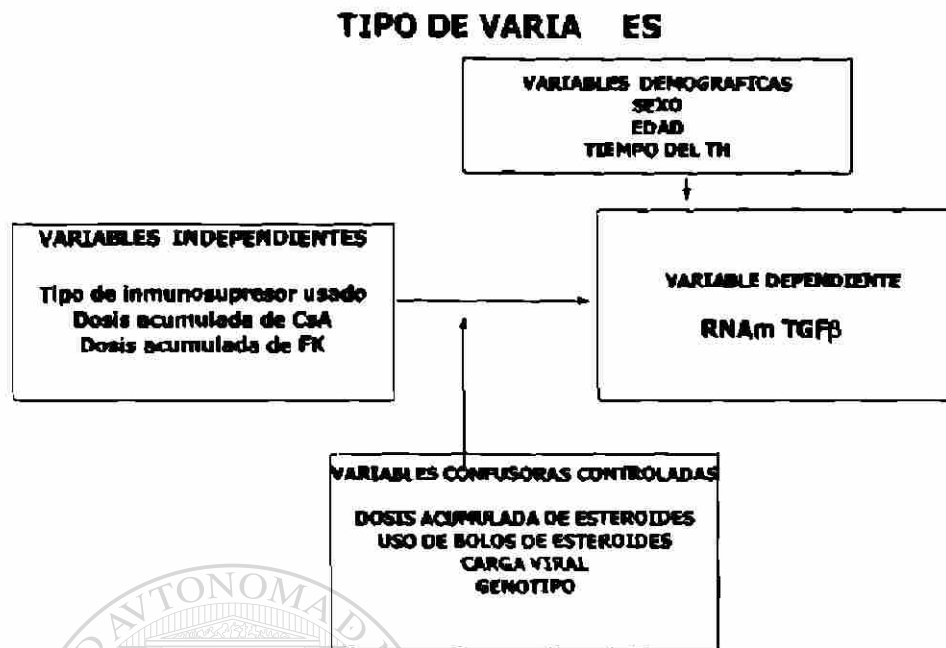 TIPO DE VARIA ES
VARIABLES DEMOGRAFICAS
SEXO
EDAD
TIEMPO DEL TH
VARIABLES INDEPENDIENTES
Tipo de inmunosupresor usado
Dosis acumulada de CsA
Dosis acumulada de FK
VARIABLE DEPENDIENTE
RNAm TGFβ
VARIABLES CONFUSORAS CONTROLADAS
DOSIS ACUMULADA DE ESTEROIDES
USO DE BOLOS DE ESTEROIDES
CARGA VIRAL
GENOTIPO
AVTONOMA